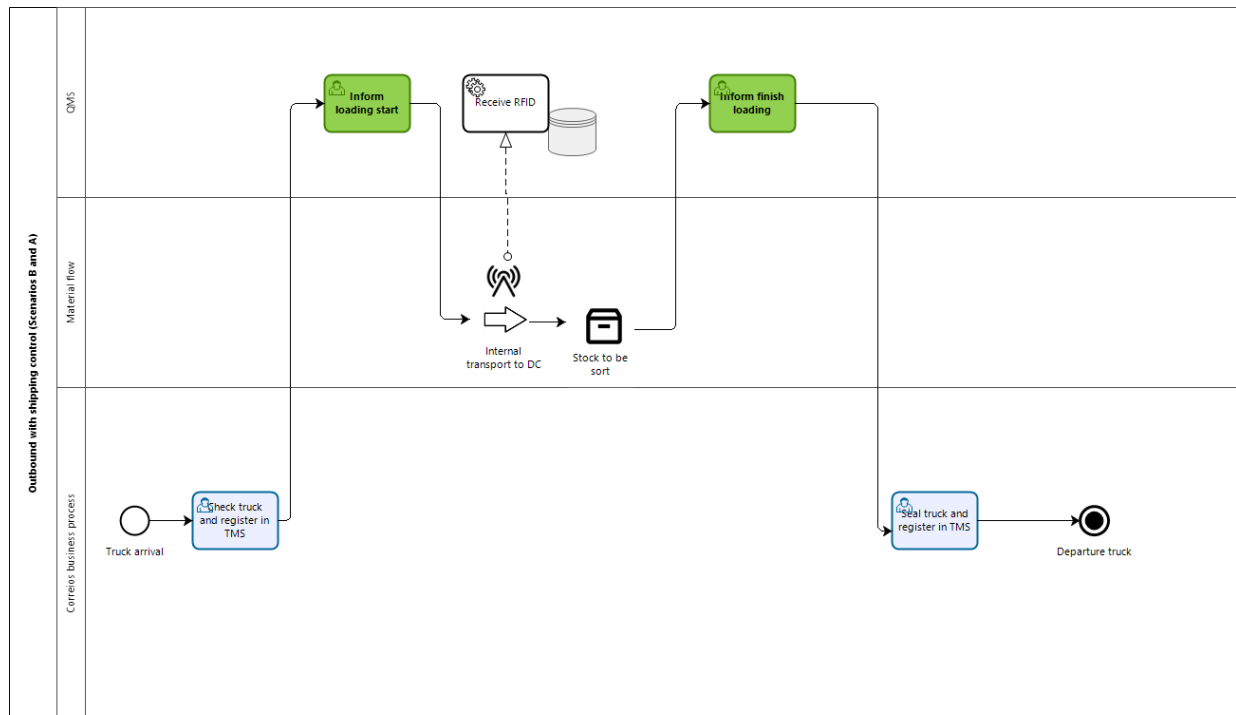 Outbound with shipping control (Scenarios B and A)
QMS
Inform
loading start
Receive RFID
Inform finish
loading
Material flow
Internal
transport to DC
Stock to be
sort
Correios business process
Truck arrival
Check truck
and register in
TMS
Seal truck and
register in TMS
Departure truck